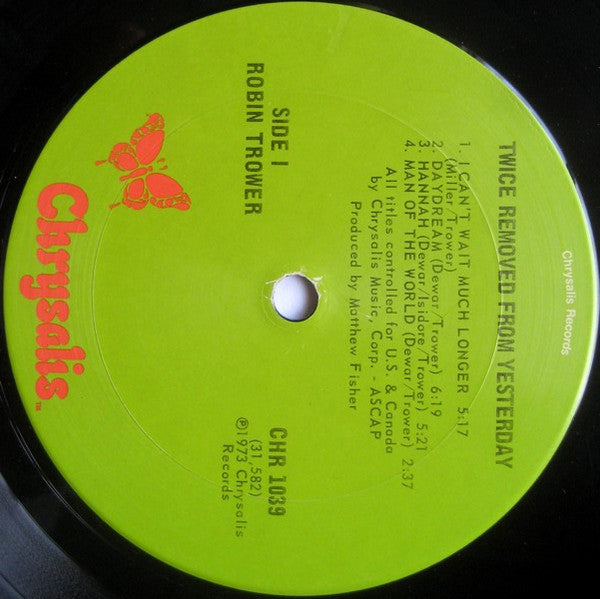 Chrysalis™
SIDE I
ROBIN TROWER
CHR 1039
(31,582)
℗1973 Chrysalis
Records
TWICE REMOVED FROM YESTERDAY
1. I CAN'T WAIT MUCH LONGER 5:17
(Miller/Trower)
2. DAYDREAM (Dewar/Trower) 6:19
3. HANNAH (Dewar/Isidore/Trower) 5:21
4. MAN OF THE WORLD (Dewar/Trower) 2:37
All titles controlled for U.S. & Canada
by Chrysalis Music, Corp. - ASCAP
Produced by Matthew Fisher
Chrysalis Records